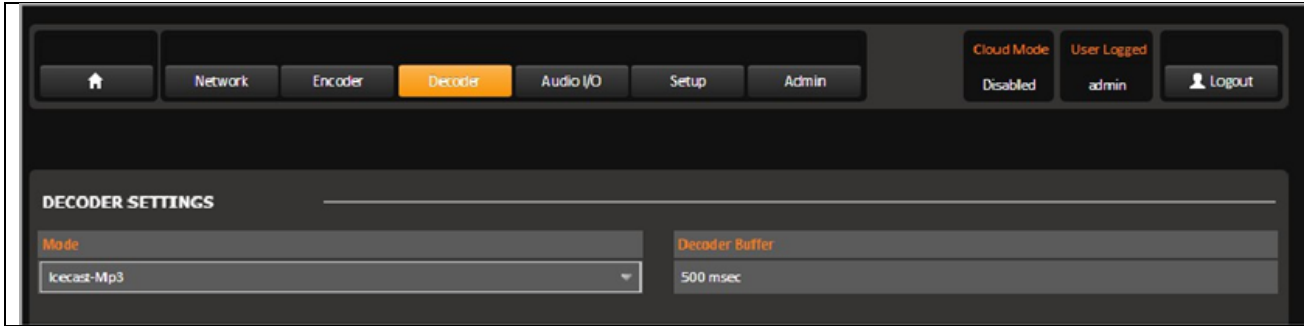 Cloud Mode User Logged
Network Encoder Decoder Audio I/O Setup Admin Disabled admin Logout
DECODER SETTINGS
Mode Decoder Buffer
Icecast-Mp3 500 msec